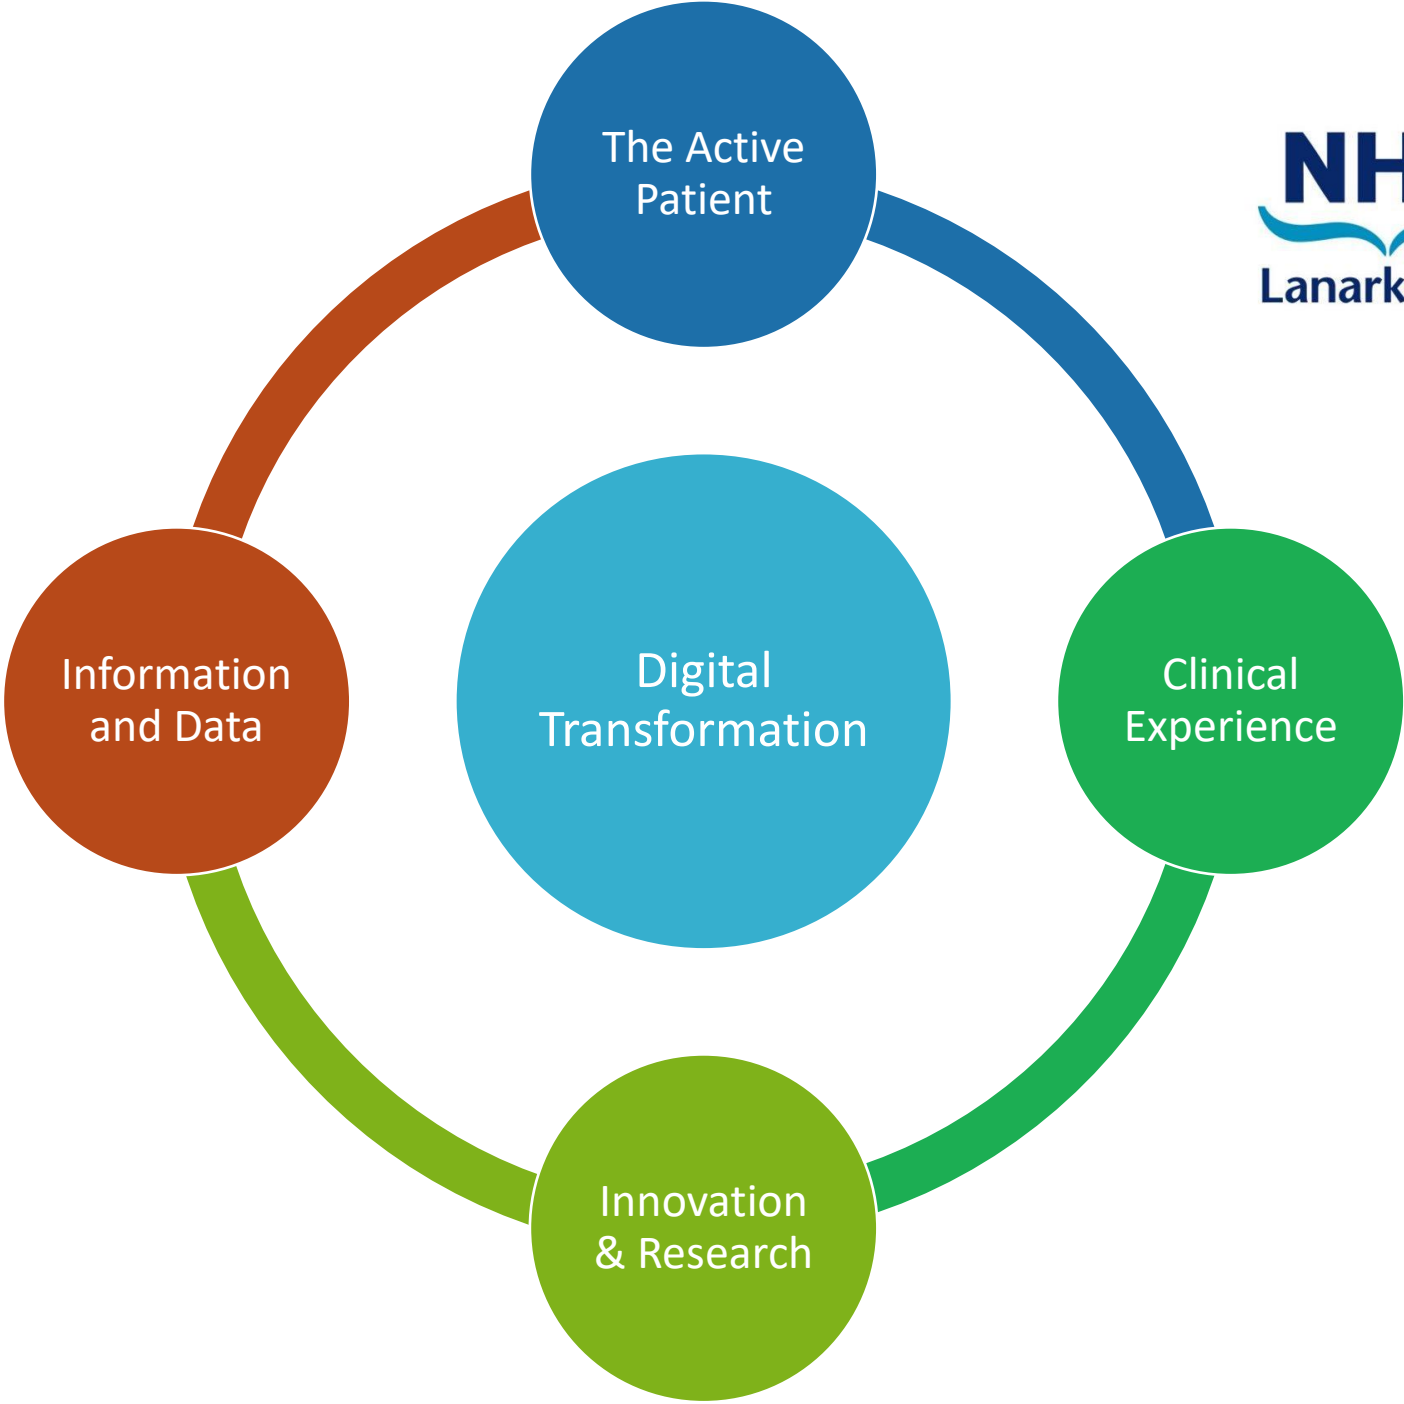 The Active
Patient
NH
Lanark
Information
and Data
Digital
Transformation
Clinical
Experience
Innovation
& Research